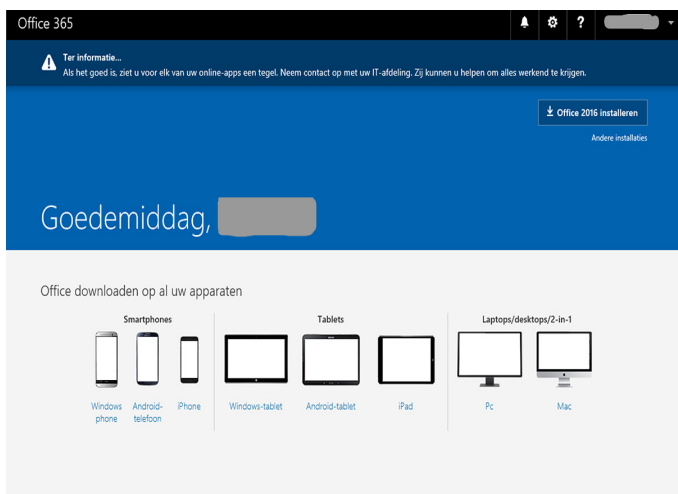 Office 365
?
Ter informatie...
Als het goed is, ziet u voor elk van uw online-apps een tegel. Neem contact op met uw IT-afdeling. Zij kunnen u helpen om alles werkend te krijgen.
Office 2016 installeren
Andere installaties
Goedemiddag,
Office downloaden op al uw apparaten
Smartphones
Tablets
Laptops/desktops/2-in-1
Windows
phone
Android-
telefoon
iPhone
Windows-tablet
Android-tablet
iPad
Pc
Mac